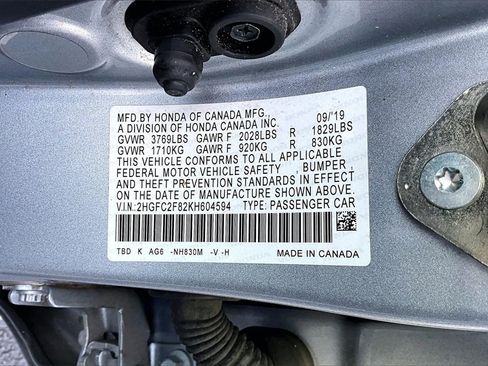 MFD.BY HONDA OF CANADA MFG. 09/'19
A DIVISION OF HONDA CANADA INC.
GVWR 3769LBS GAWR F 2028LBS R 1829LBS
GVWR 1710KG GAWR F 920KG R 830KG
THIS VEHICLE CONFORMS TO ALL APPLICABLE
FEDERAL MOTOR VEHICLE SAFETY , BUMPER ,
AND THEFT PREVENTION STANDARDS IN EFFECT
ON THE DATE OF MANUFACTURE SHOWN ABOVE.
V.I.N:2HGFC2F82KH604594 TYPE: PASSENGER CAR
TBD K AG6 -NH830M -V -H MADE IN CANADA